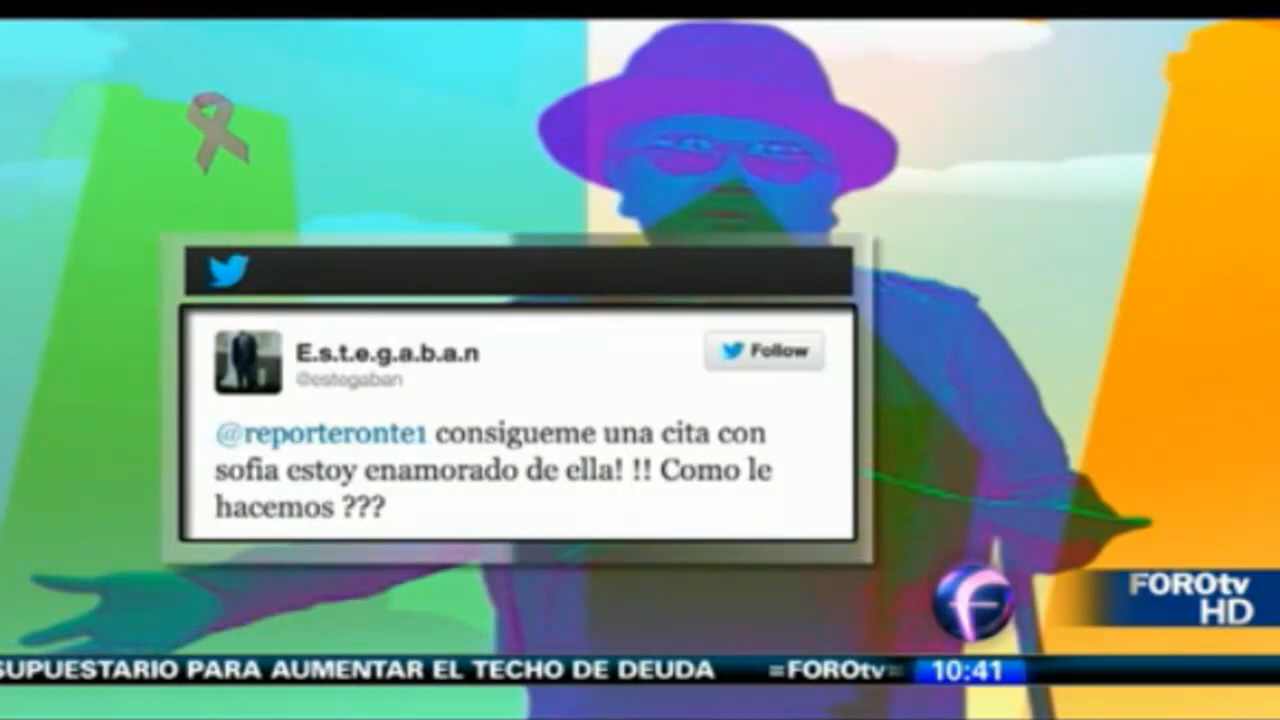 E.s.t.e.g.a.b.a.n
@estegaban
Follow
@reporteronte1 consigueme una cita con
sofia estoy enamorado de ella! !! Como le
hacemos ???
FOROtv
HD
SUPUESTARIO PARA AUMENTAR EL TECHO DE DEUDA =FOROtv= 10:41